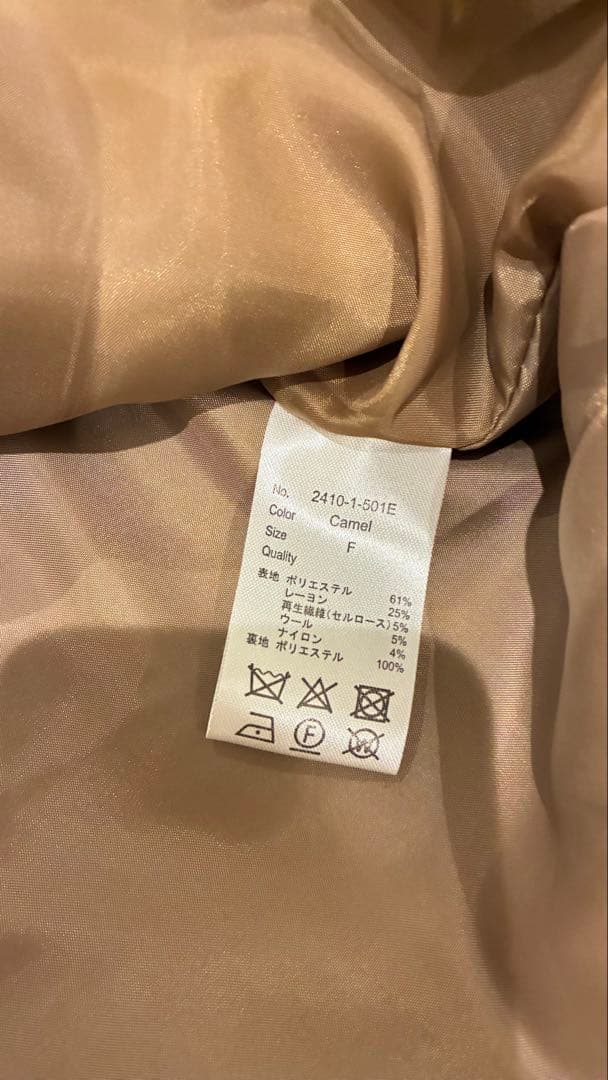 No. 2410-1-501E
Color Camel
Size F
Quality
表地 ポリエステル 61%
レーヨン 25%
再生繊維(セルロース) 5%
ウール 5%
ナイロン 4%
裏地 ポリエステル 100%
F W